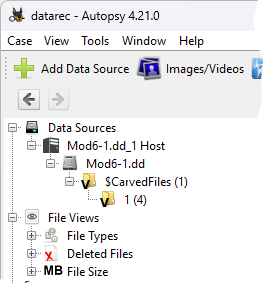 datarec - Autopsy 4.21.0
Case View Tools Window Help
Add Data Source Images/Videos
Data Sources
Mod6-1.dd_1 Host
Mod6-1.dd
$CarvedFiles (1)
1 (4)
File Views
File Types
Deleted Files
MB File Size